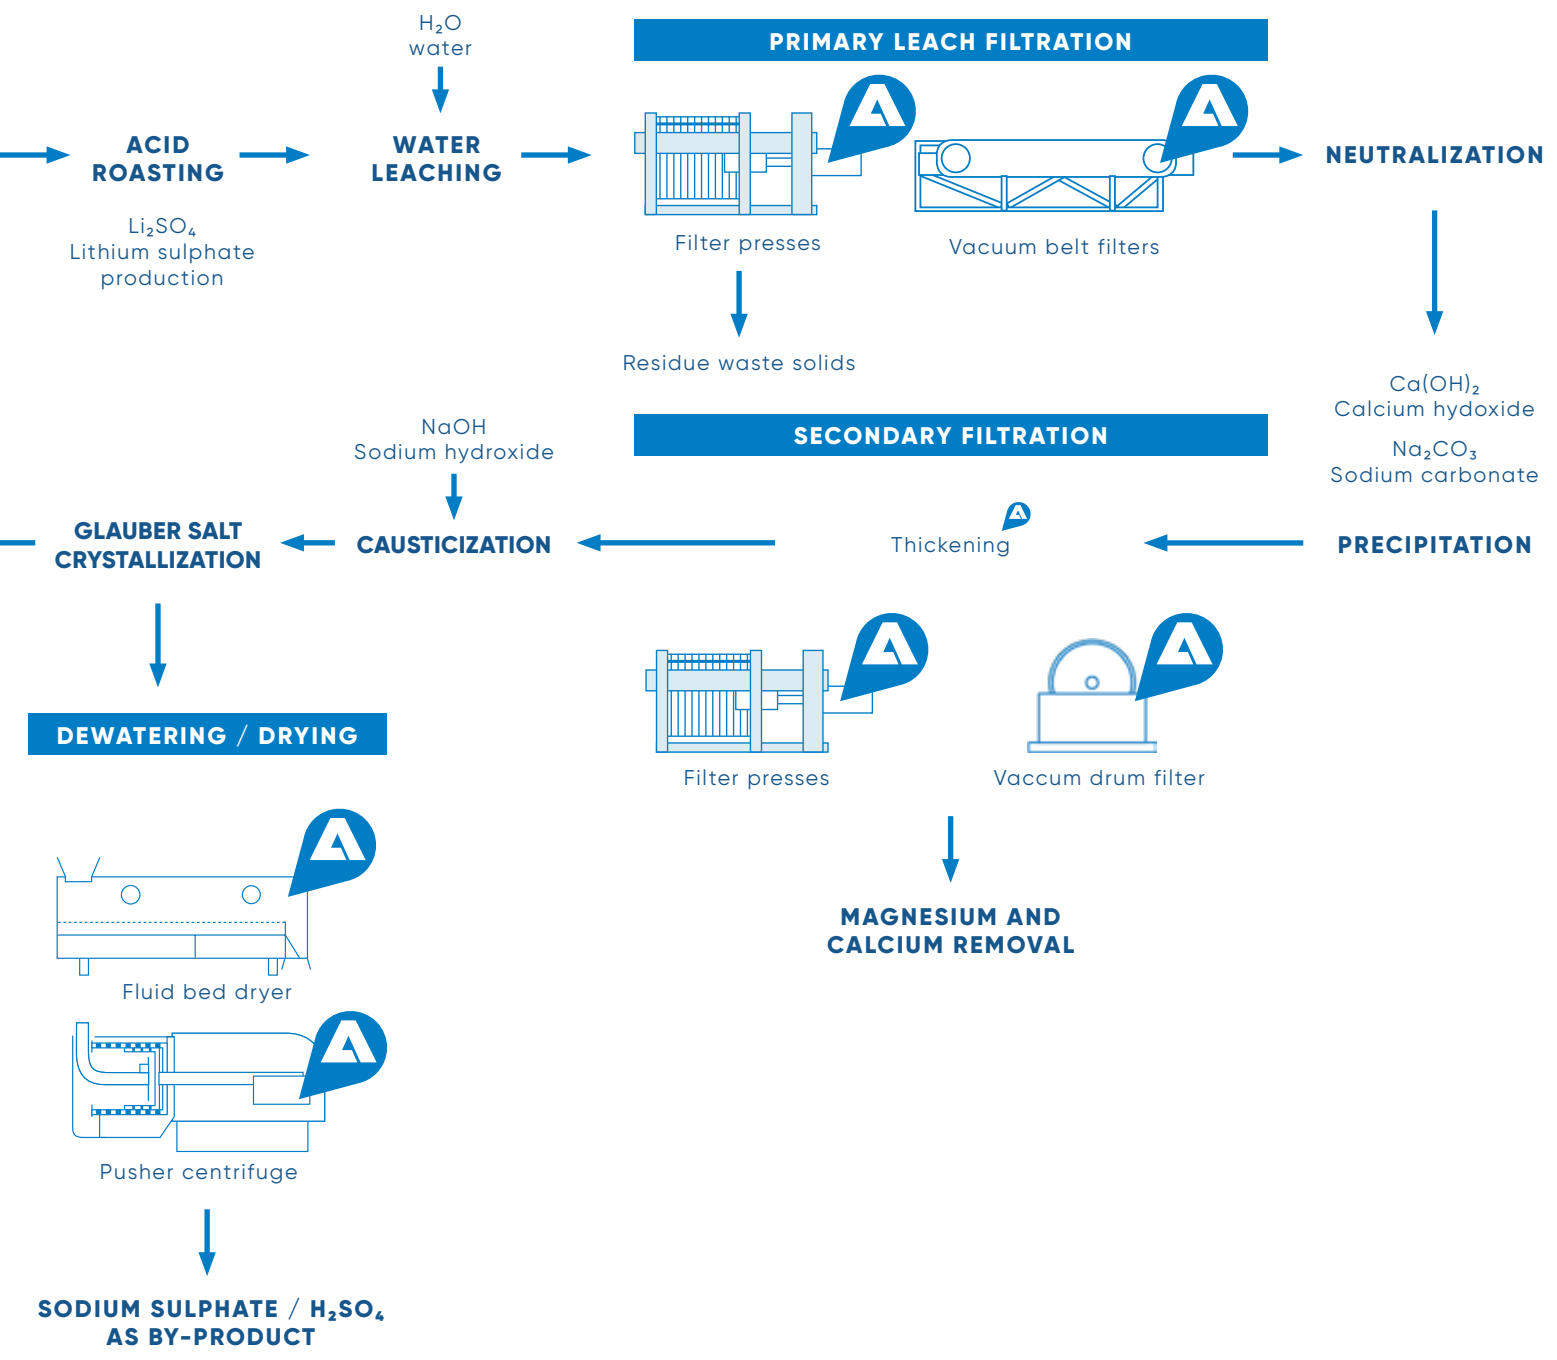 H₂O
water
PRIMARY LEACH FILTRATION
ACID
ROASTING
WATER
LEACHING
NEUTRALIZATION
Li₂SO₄
Lithium sulphate
production
Filter presses
Vacuum belt filters
Residue waste solids
Ca(OH)₂
Calcium hydoxide
Na₂CO₃
Sodium carbonate
NaOH
Sodium hydroxide
SECONDARY FILTRATION
GLAUBER SALT
CRYSTALLIZATION
CAUSTICIZATION
Thickening
PRECIPITATION
DEWATERING / DRYING
Filter presses
Vaccum drum filter
MAGNESIUM AND
CALCIUM REMOVAL
Fluid bed dryer
Pusher centrifuge
SODIUM SULPHATE / H₂SO₄
AS BY-PRODUCT